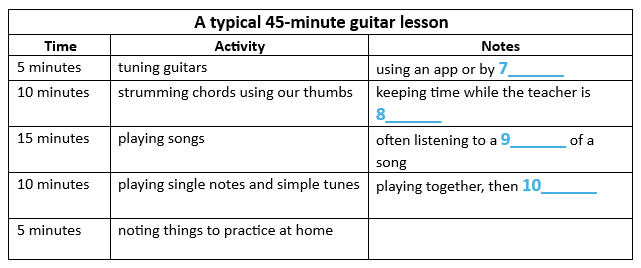 A typical 45-minute guitar lesson
Time Activity Notes
5 minutes tuning guitars using an app or by 7_______
10 minutes strumming chords using our thumbs keeping time while the teacher is
8_______
15 minutes playing songs often listening to a 9_______ of a
song
10 minutes playing single notes and simple tunes playing together, then 10_______
5 minutes noting things to practice at home